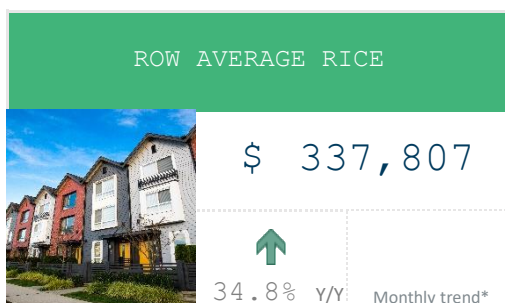 ROW AVERAGE RICE
$ 337,807
34.8% Y/Y
Monthly trend*